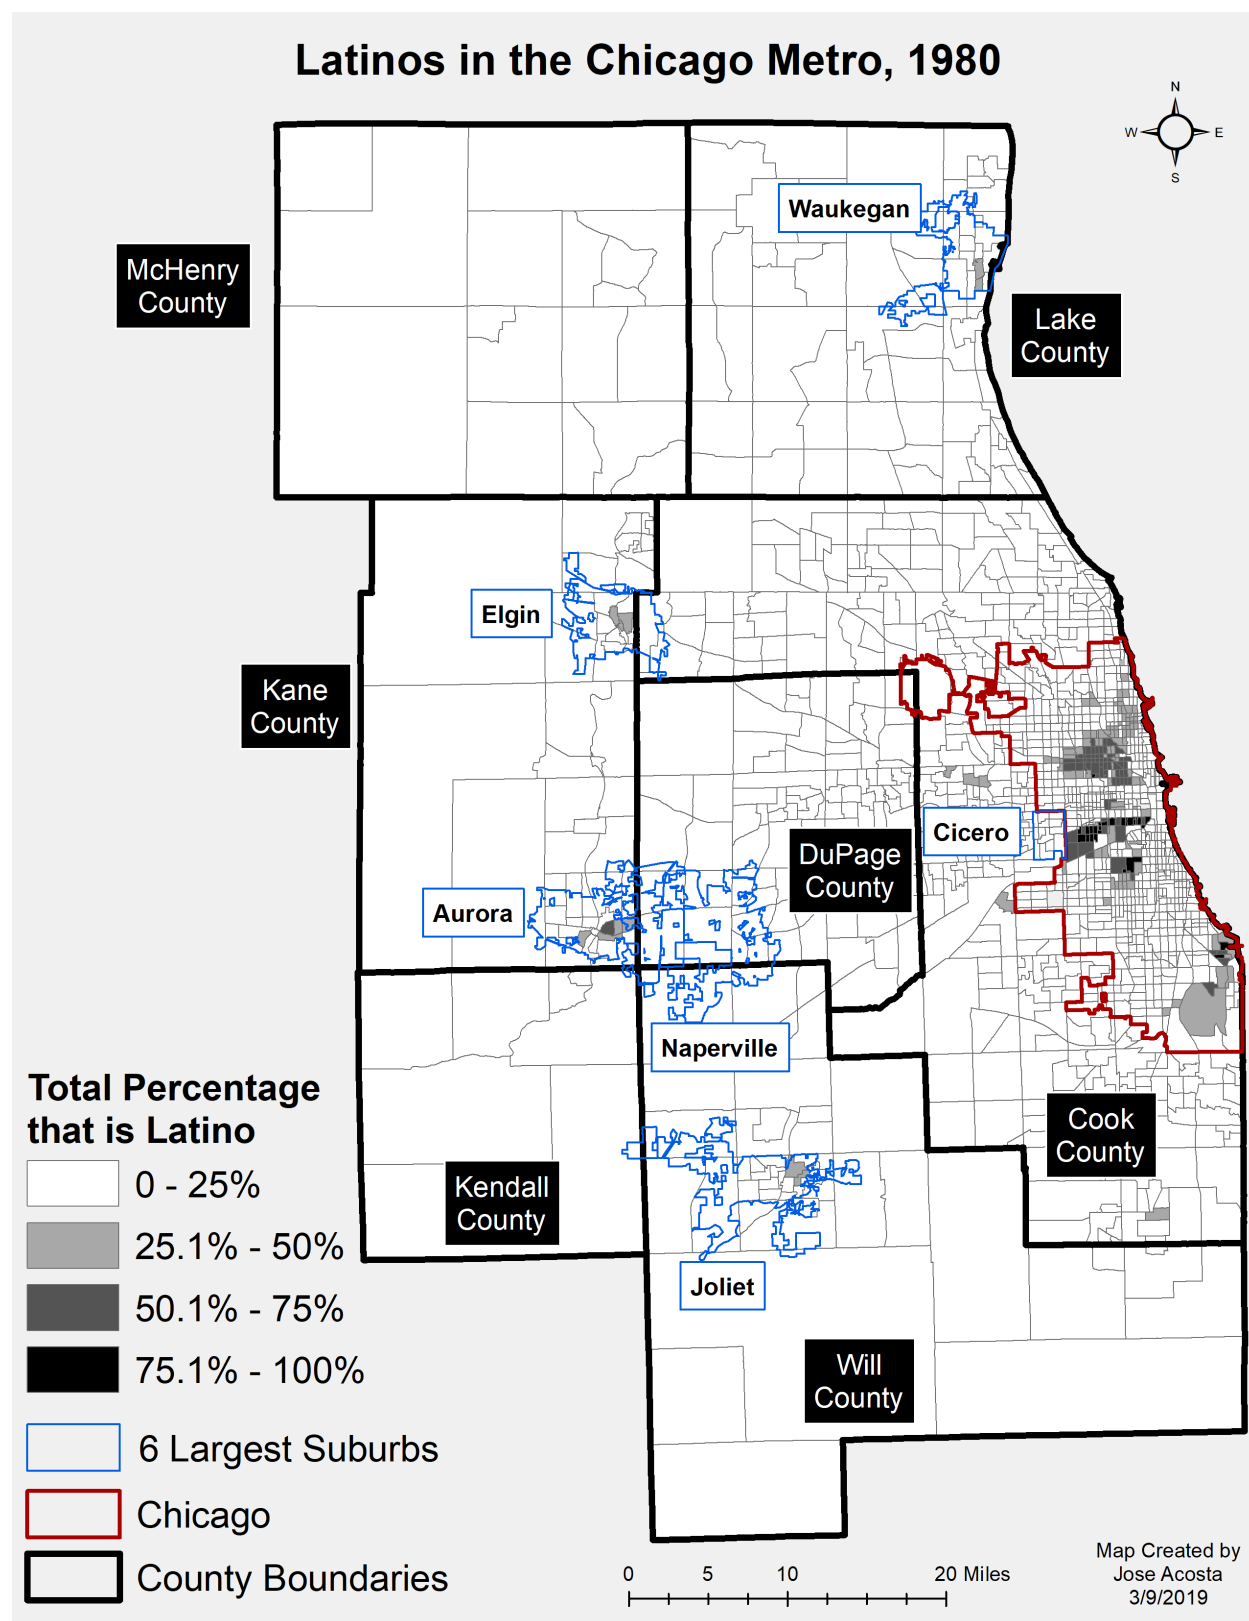 Latinos in the Chicago Metro, 1980
N
W
E
S
Waukegan
McHenry
County
Lake
County
Elgin
Kane
County
Cicero
DuPage
County
Aurora
Naperville
Total Percentage
that is Latino
0 - 25%
25.1% - 50%
50.1% - 75%
75.1% - 100%
6 Largest Suburbs
Chicago
County Boundaries
Cook
County
Kendall
County
Joliet
Will
County
0 5 10 20 Miles
Map Created by
Jose Acosta
3/9/2019